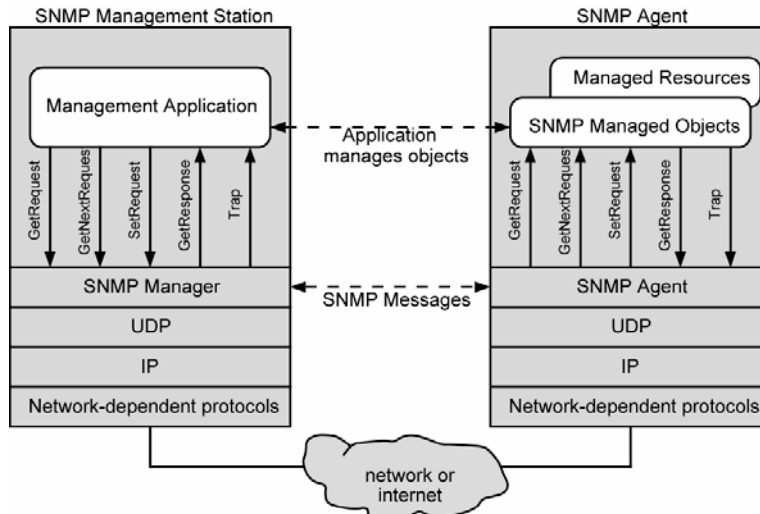 SNMP Management Station
SNMP Agent
Management Application
Managed Resources
SNMP Managed Objects
Application
manages objects
GetRequest
GetNextReques
SetRequest
GetResponse
Trap
GetRequest
GetNextReques
SetRequest
GetResponse
Trap
SNMP Manager
SNMP Messages
SNMP Agent
UDP
UDP
IP
IP
Network-dependent protocols
Network-dependent protocols
network or
internet